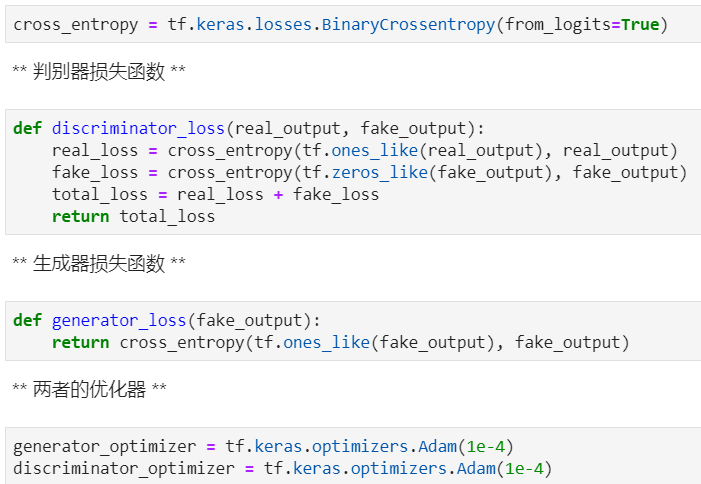 cross_entropy = tf.keras.losses.BinaryCrossentropy(from_logits=True)
** 判别器损失函数 **
def discriminator_loss(real_output, fake_output):
    real_loss = cross_entropy(tf.ones_like(real_output), real_output)
    fake_loss = cross_entropy(tf.zeros_like(fake_output), fake_output)
    total_loss = real_loss + fake_loss
    return total_loss
** 生成器损失函数 **
def generator_loss(fake_output):
    return cross_entropy(tf.ones_like(fake_output), fake_output)
** 两者的优化器 **
generator_optimizer = tf.keras.optimizers.Adam(1e-4)
discriminator_optimizer = tf.keras.optimizers.Adam(1e-4)